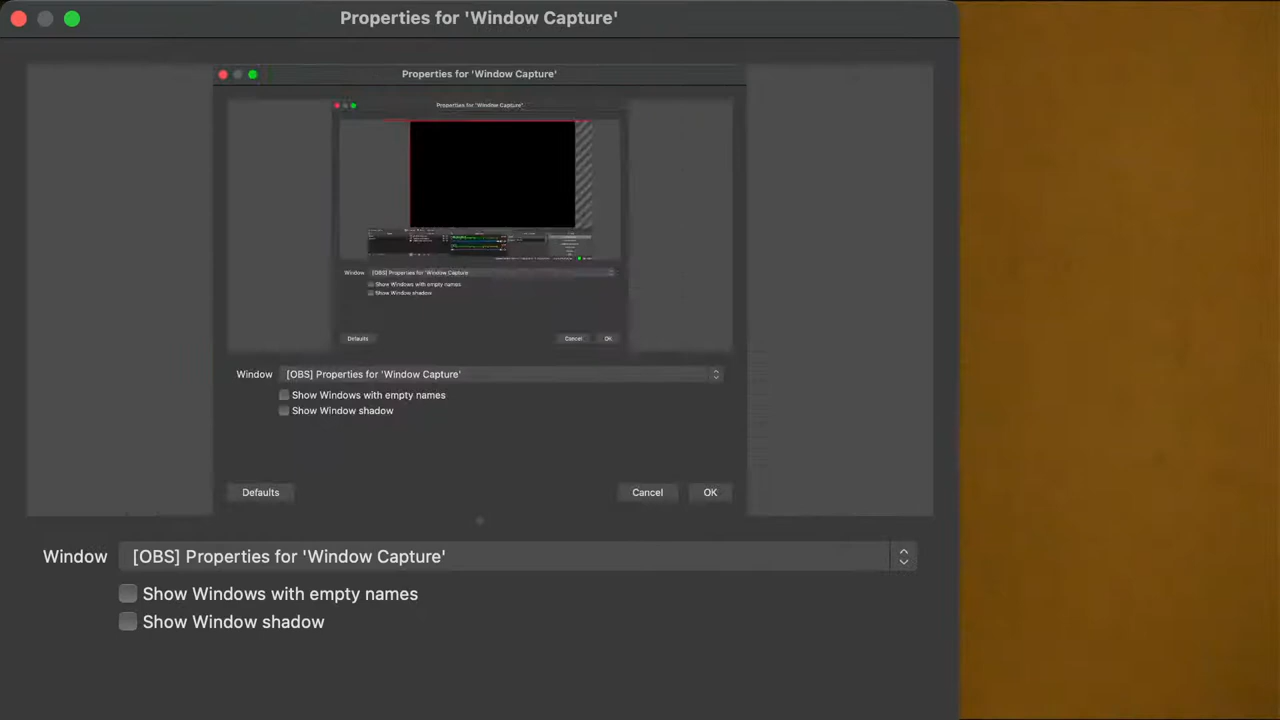 Properties for 'Window Capture'
Properties for 'Window Capture'
Properties for 'Window Capture'
Window [OBS] Properties for 'Window Capture
Show Windows with empty names
Show Window shadow
Defaults Cancel OK
Window [OBS] Properties for 'Window Capture'
Show Windows with empty names
Show Window shadow
Defaults Cancel OK
Window [OBS] Properties for 'Window Capture'
Show Windows with empty names
Show Window shadow